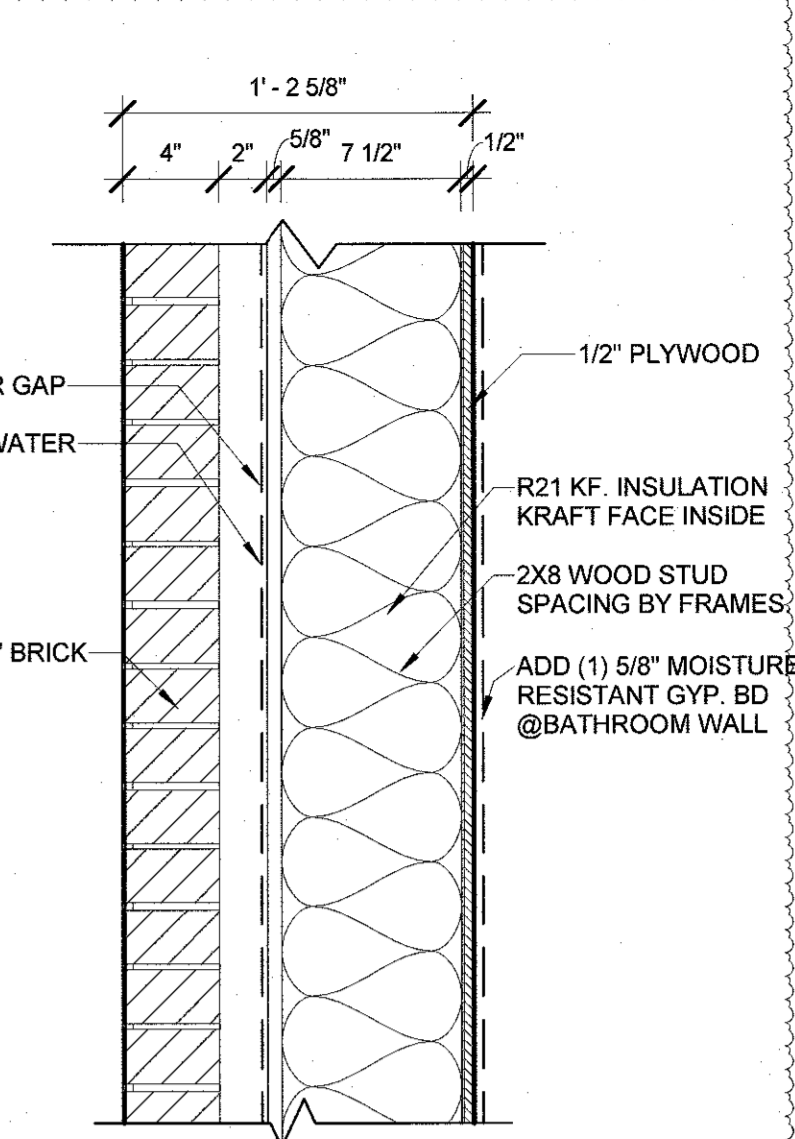 1' - 2 5/8"
4" 2" 5/8" 7 1/2" 1/2"
R GAP
WATER
" BRICK
1/2" PLYWOOD
R21 KF. INSULATION
KRAFT FACE INSIDE
2X8 WOOD STUD
SPACING BY FRAMES
ADD (1) 5/8" MOISTURE
RESISTANT GYP. BD
@BATHROOM WALL